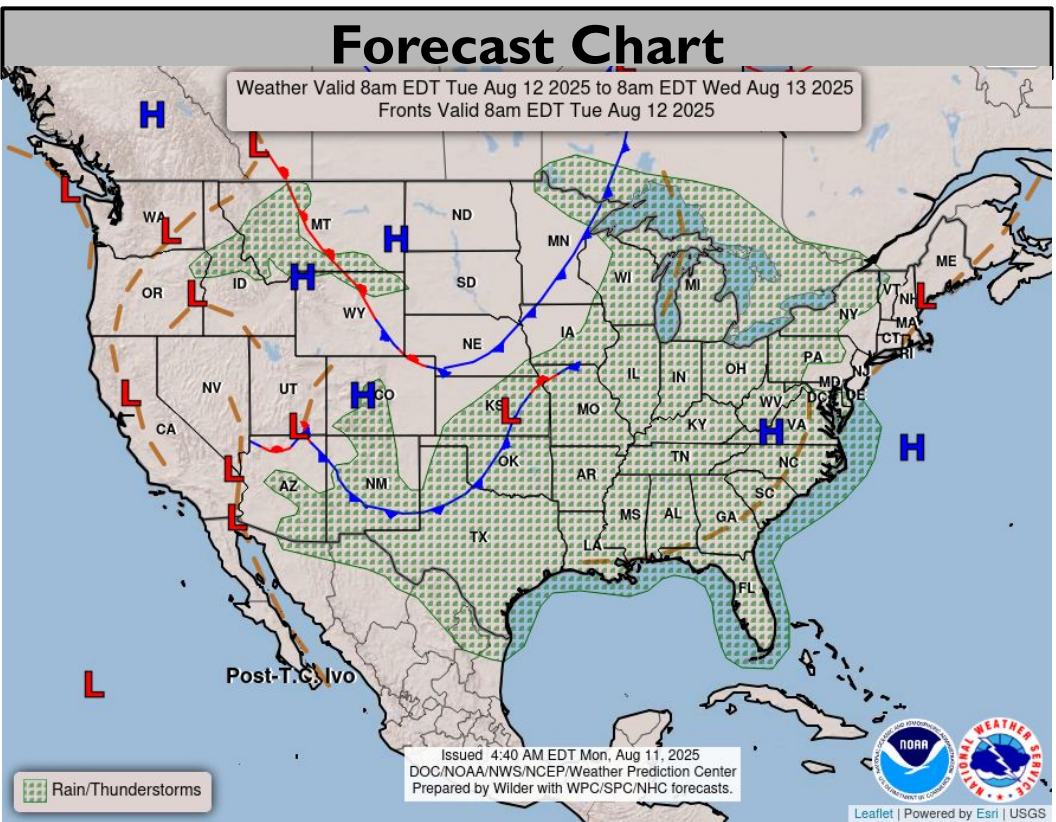 Forecast Chart
Weather Valid 8am EDT Tue Aug 12 2025 to 8am EDT Wed Aug 13 2025
Fronts Valid 8am EDT Tue Aug 12 2025
L
H
L
L
WA
L
MT
ND
MN
H
ME
OR
L
ID
H
WY
SD
WI
MI
VT
NH
L
NY
MA
CT
RI
NE
IA
PA
NJ
NV
UT
H
CO
L
CA
KS
L
MO
IL
IN
OH
MD
DC
DE
WV
VA
KY
H
H
L
L
AZ
NM
OK
AR
TN
NC
SC
L
TX
LA
MS
AL
GA
FL
Post-T.C. Ivo
L
Issued 4:40 AM EDT Mon, Aug 11, 2025
DOC/NOAA/NWS/NCEP/Weather Prediction Center
Prepared by Wilder with WPC/SPC/NHC forecasts.
Rain/Thunderstorms
NOAA
NATIONAL WEATHER SERVICE
Leaflet | Powered by Esri | USGS